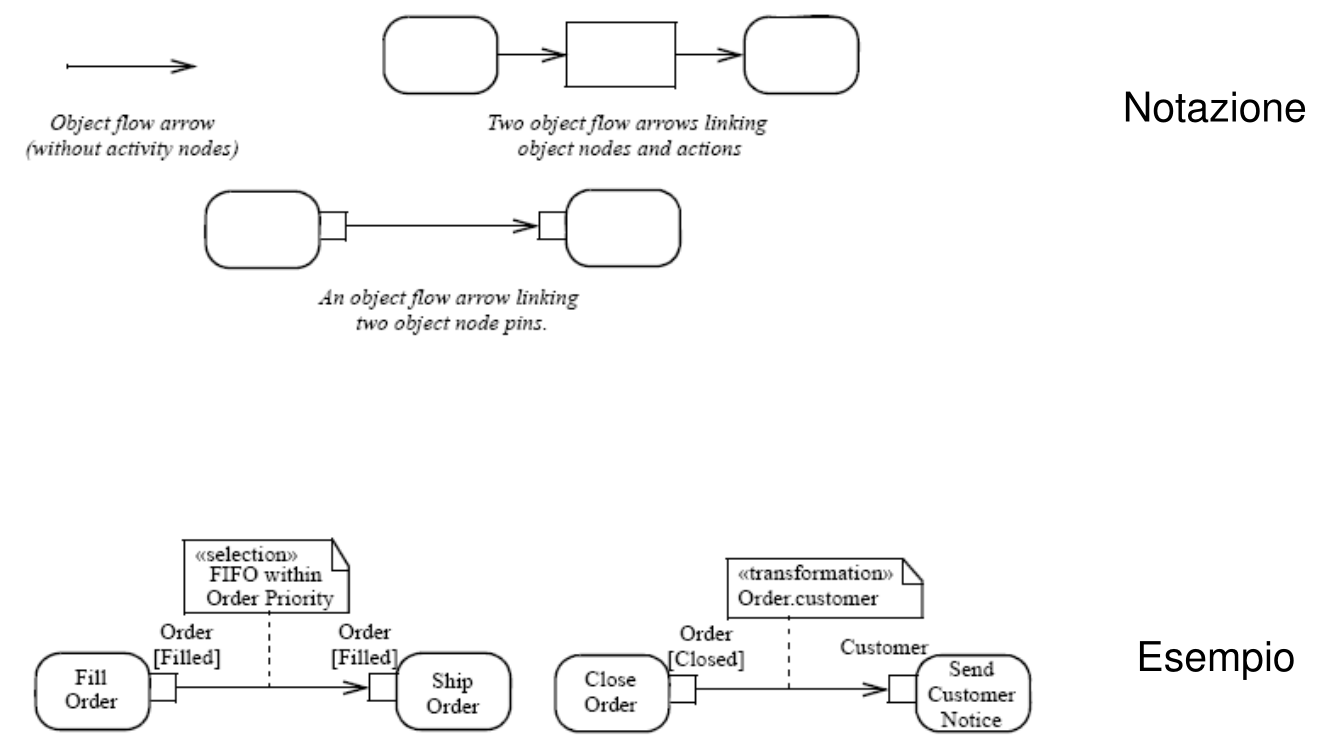 Object flow arrow
(without activity nodes)
Two object flow arrows linking
object nodes and actions
Notazione
An object flow arrow linking
two object node pins.
«selection»
FIFO within
Order Priority
Order
[Filled]
Order
[Filled]
Fill
Order
Ship
Order
«transformation»
Order.customer
Order
[Closed]
Customer
Close
Order
Send
Customer
Notice
Esempio